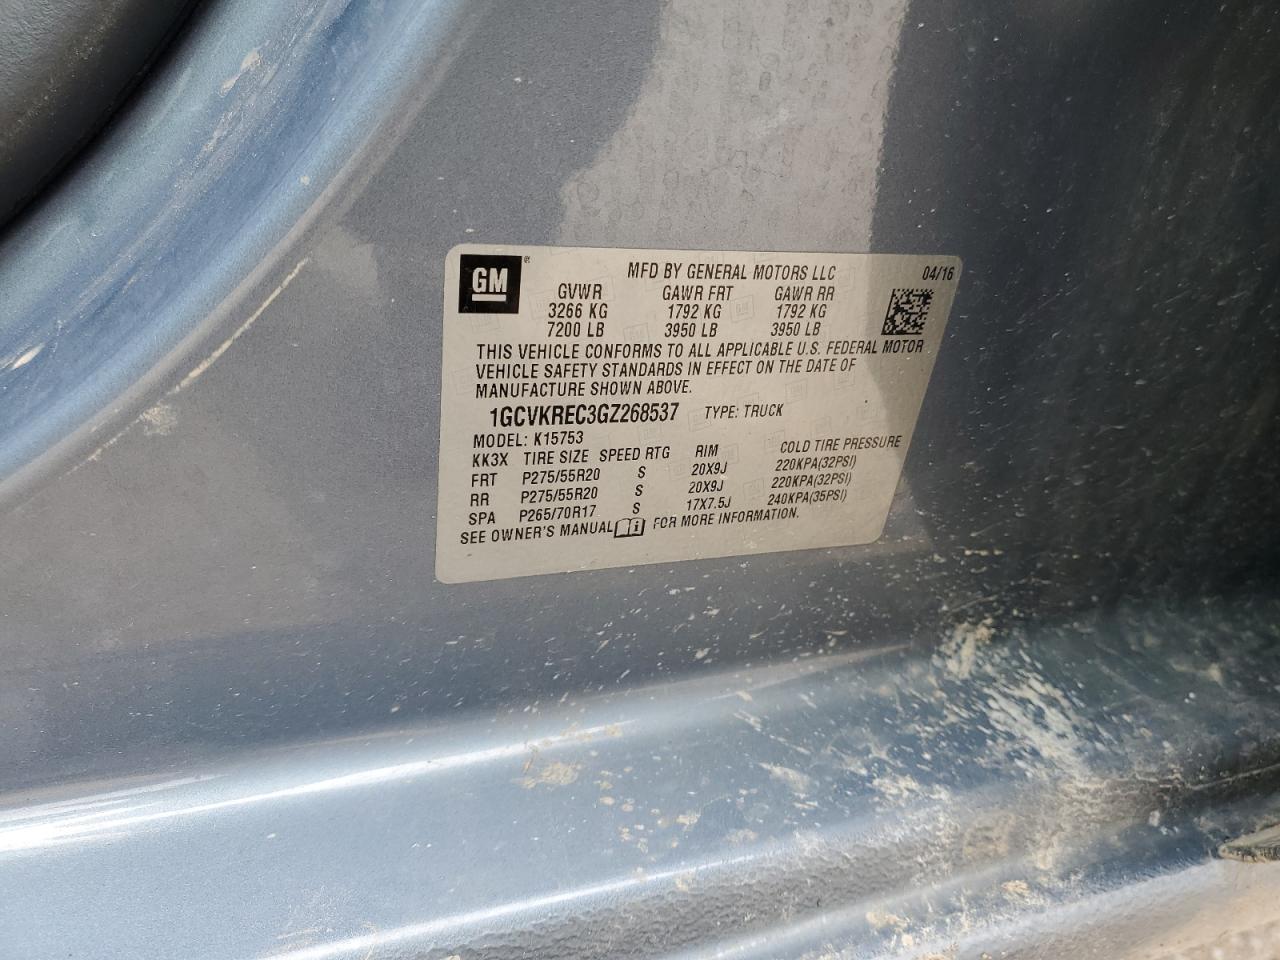 GM
®
MFD BY GENERAL MOTORS LLC
04/16
GVWR GAWR FRT GAWR RR
3266 KG 1792 KG 1792 KG
7200 LB 3950 LB 3950 LB
THIS VEHICLE CONFORMS TO ALL APPLICABLE U.S. FEDERAL MOTOR
VEHICLE SAFETY STANDARDS IN EFFECT ON THE DATE OF
MANUFACTURE SHOWN ABOVE.
1GCVKREC3GZ268537 TYPE: TRUCK
MODEL: K15753
KK3X TIRE SIZE SPEED RTG RIM COLD TIRE PRESSURE
FRT P275/55R20 S 20X9J 220KPA(32PSI)
RR P275/55R20 S 20X9J 220KPA(32PSI)
SPA P265/70R17 S 17X7.5J 240KPA(35PSI)
SEE OWNER'S MANUAL FOR MORE INFORMATION.